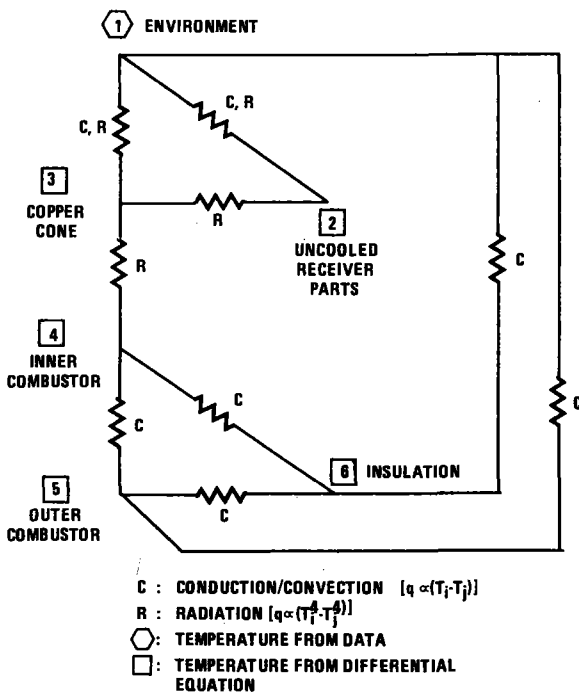 1 ENVIRONMENT
C, R
C, R
3
COPPER
CONE
R
2
UNCOOLED
RECEIVER
PARTS
R
C
4
INNER
COMBUSTOR
C
C
C
6 INSULATION
5
OUTER
COMBUSTOR
C
C : CONDUCTION/CONVECTION [q ∝(Ti-Tj)]
R : RADIATION [q∝(Ti4-Tj4)]
: TEMPERATURE FROM DATA
: TEMPERATURE FROM DIFFERENTIAL
EQUATION